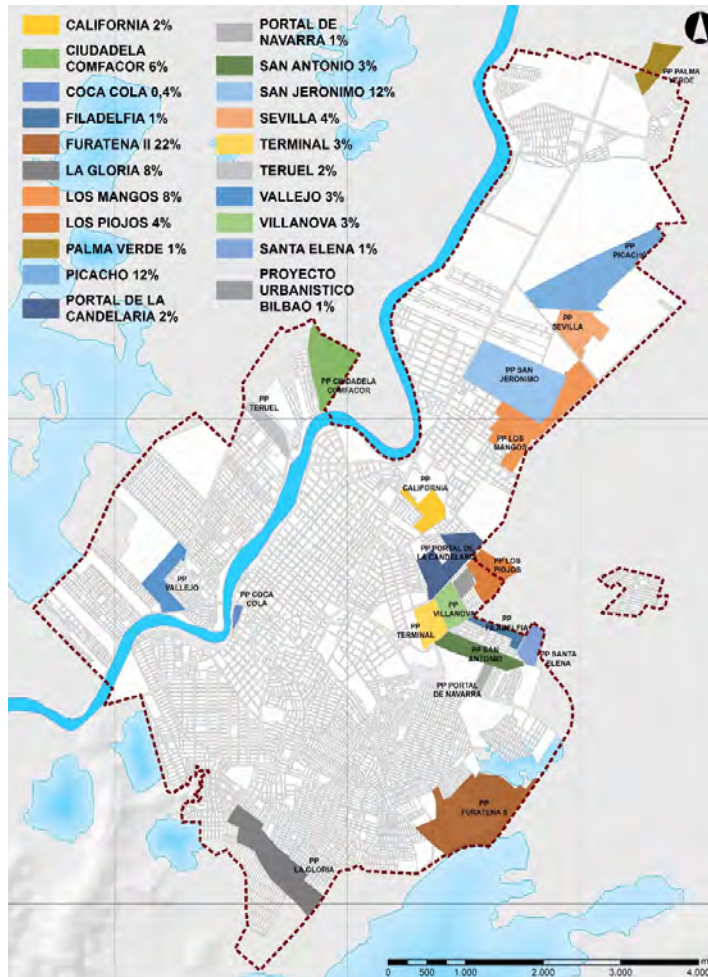 CALIFORNIA 2%
CIUDADELA
COMFACOR 6%
COCA COLA 0,4%
FILADELFIA 1%
FURATENA II 22%
LA GLORIA 8%
LOS MANGOS 8%
LOS PIOJOS 4%
PALMA VERDE 1%
PICACHO 12%
PORTAL DE LA
CANDELARIA 2%
PORTAL DE
NAVARRA 1%
SAN ANTONIO 3%
SAN JERONIMO 12%
SEVILLA 4%
TERMINAL 3%
TERUEL 2%
VALLEJO 3%
VILLANOVA 3%
SANTA ELENA 1%
PROYECTO
URBANISTICO
BILBAO 1%
PP PALMA
VERDE
PP
PICACHO
PP
SEVILLA
PP SAN
JERONIMO
PP LOS
MANGOS
PP CIUDADELA
COMFACOR
PP
TERUEL
PP
CALIFORNIA
PP PORTAL DE
LA CANDELARIA
PP LOS
PIOJOS
PP
VALLEJO
PP COCA
COLA
PP
VILLANOVA
PP
FILADELFIA
PP
TERMINAL
PP SAN
ANTONIO
PP SANTA
ELENA
PP PORTAL
DE NAVARRA
PP
FURATENA II
PP
LA GLORIA
0 500 1.000 2.000 3.000 4.000
m